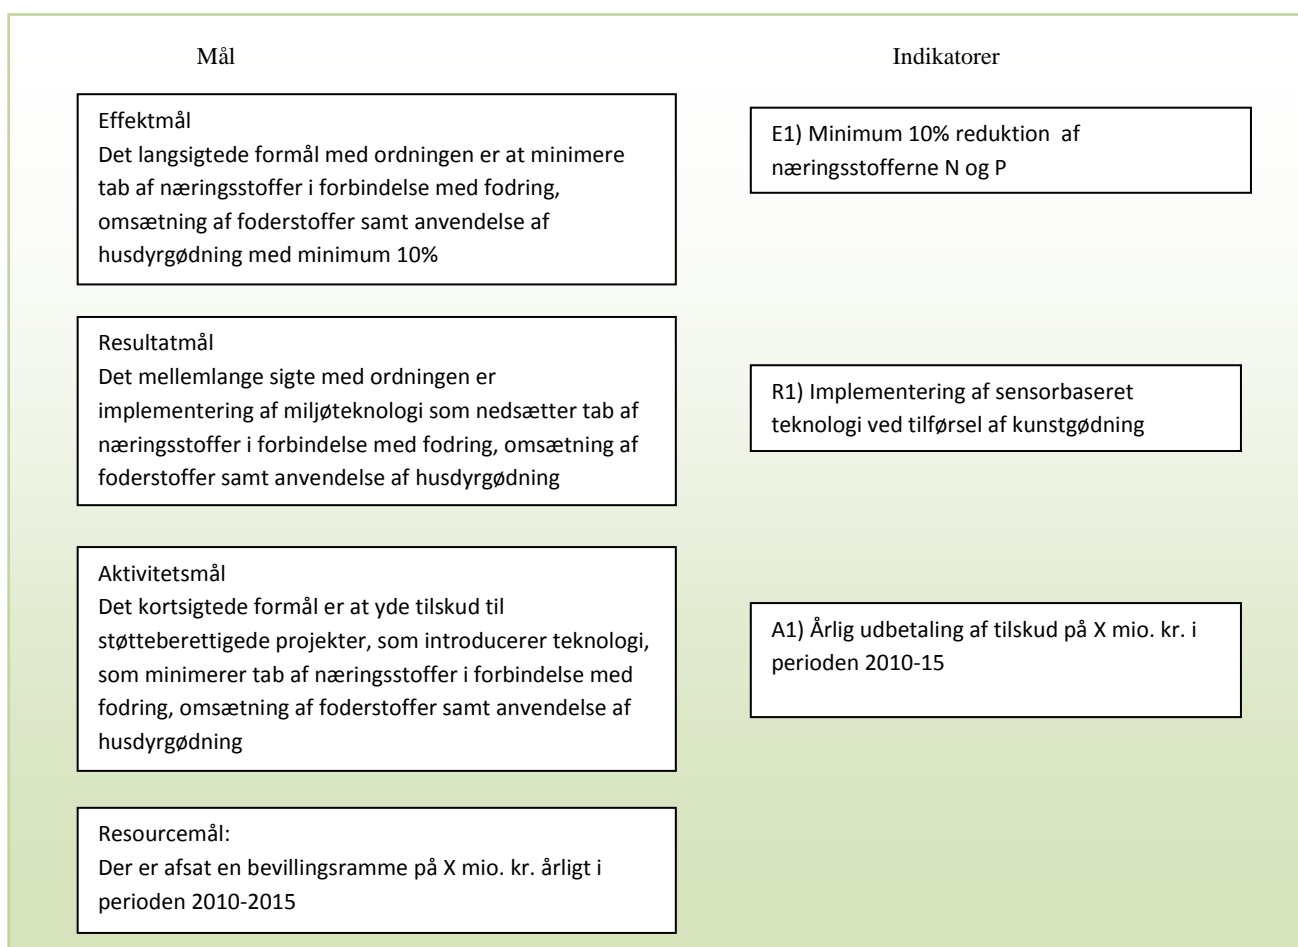 Mål
Indikatorer
Effektmål
Det langsigtede formål med ordningen er at minimere
tab af næringsstoffer i forbindelse med fodring,
omsætning af foderstoffer samt anvendelse af
husdyrgødning med minimum 10%
E1) Minimum 10% reduktion af
næringsstofferne N og P
Resultatmål
Det mellemlange sigte med ordningen er
implementering af miljøteknologi som nedsætter tab af
næringsstoffer i forbindelse med fodring, omsætning af
foderstoffer samt anvendelse af husdyrgødning
R1) Implementering af sensorbaseret
teknologi ved tilførsel af kunstgødning
Aktivitetsmål
Det kortsigtede formål er at yde tilskud til
støtteberettigede projekter, som introducerer teknologi,
som minimerer tab af næringsstoffer i forbindelse med
fodring, omsætning af foderstoffer samt anvendelse af
husdyrgødning
A1) Årlig udbetaling af tilskud på X mio. kr. i
perioden 2010-15
Resourcemål:
Der er afsat en bevillingsramme på X mio. kr. årligt i
perioden 2010-2015